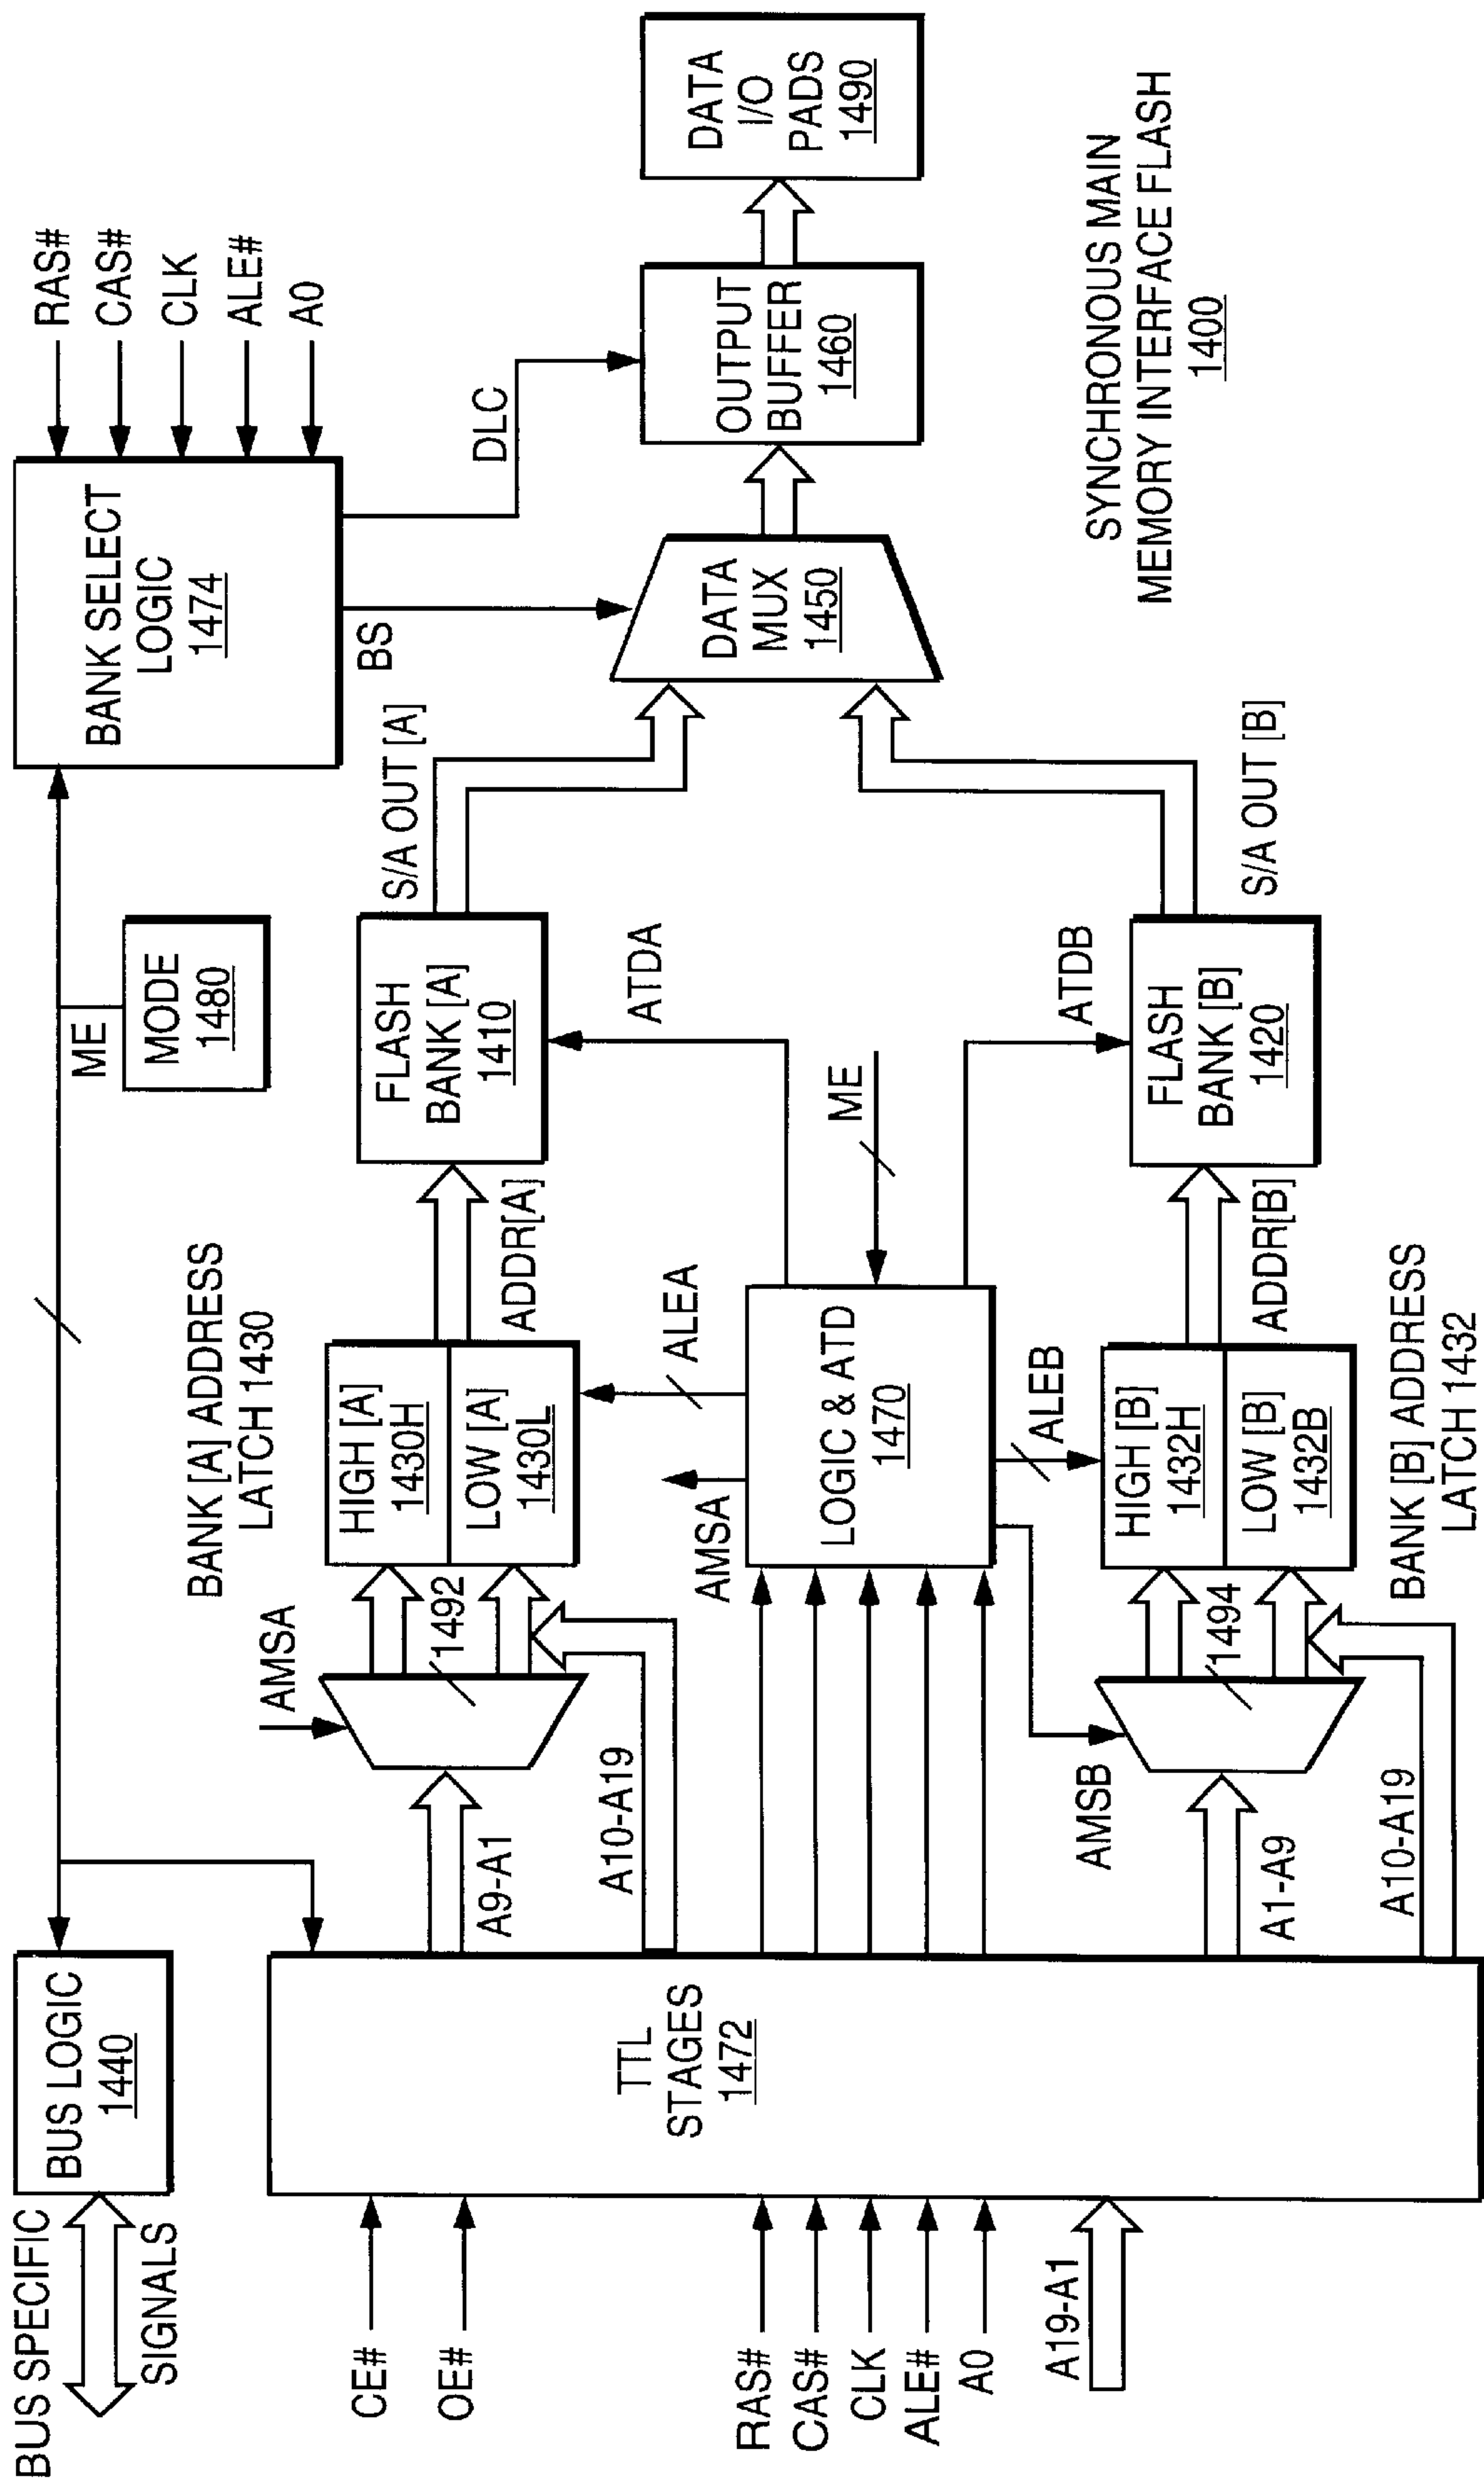 BUS SPECIFIC
SIGNALS
BUS LOGIC
1440
ME
MODE
1480
BANK SELECT
LOGIC
1474
RAS#
CAS#
CLK
ALE#
A0
BS
DLC
CE#
OE#
RAS#
CAS#
CLK
ALE#
A0
A19-A1
TTL
STAGES
1472
A9-A1
A10-A19
AMSA
1492
BANK [A] ADDRESS
LATCH 1430
HIGH [A]
1430H
LOW [A]
1430L
ADDR[A]
FLASH
BANK [A]
1410
S/A OUT [A]
AMSA
ALEA
ATDA
LOGIC & ATD
1470
ME
ALEB
ATDB
AMSB
A1-A9
A10-A19
1494
HIGH [B]
1432H
LOW [B]
1432B
BANK [B] ADDRESS
LATCH 1432
ADDR[B]
FLASH
BANK [B]
1420
S/A OUT [B]
DATA
MUX
1450
OUTPUT
BUFFER
1460
DATA
I/O
PADS
1490
SYNCHRONOUS MAIN
MEMORY INTERFACE FLASH
1400